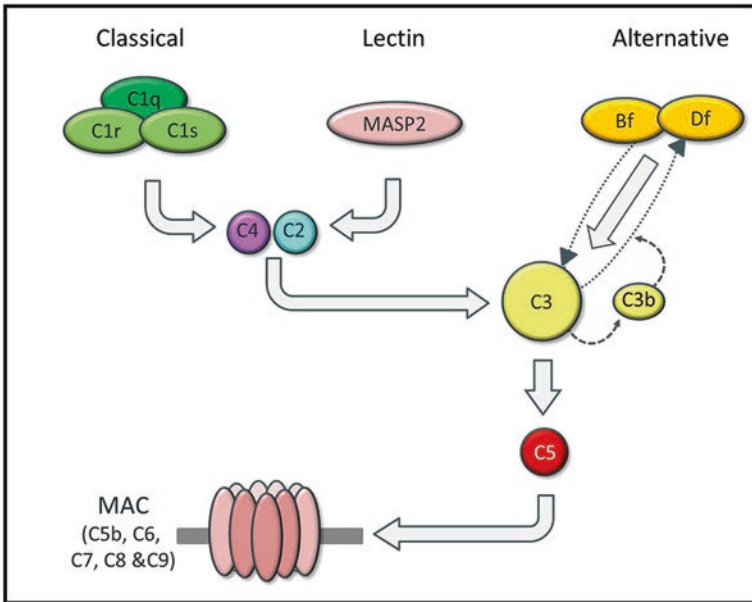 Classical
Lectin
Alternative
C1q
C1r
C1s
MASP2
Bf
Df
C4
C2
C3
C3b
C5
MAC
(C5b, C6,
C7, C8 &C9)